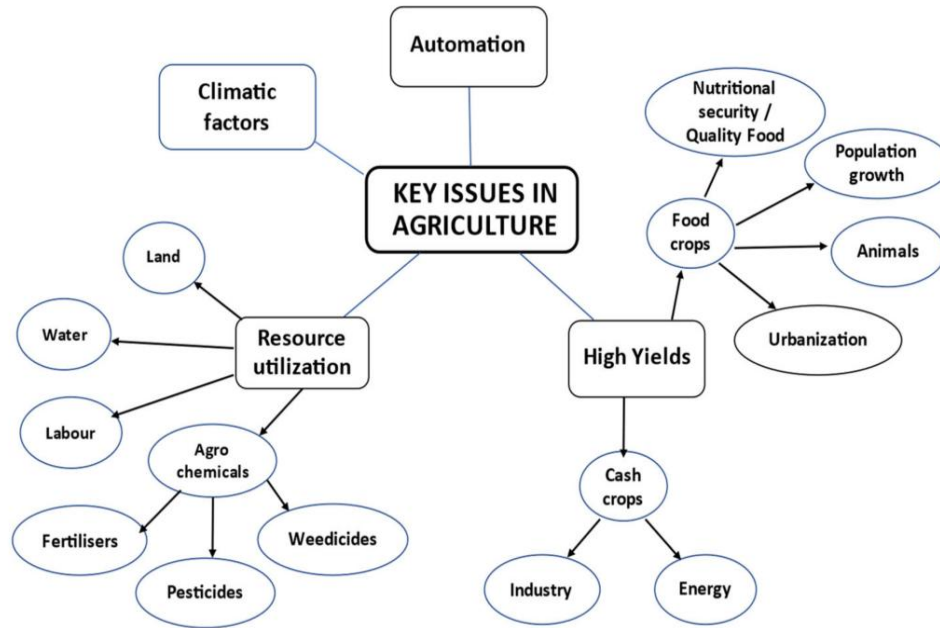 Automation
Climatic
factors
KEY ISSUES IN
AGRICULTURE
Nutritional
security /
Quality Food
Population
growth
Food
crops
Animals
Urbanization
Land
Water
Resource
utilization
Labour
Agro
chemicals
Fertilisers
Weedicides
Pesticides
High Yields
Cash
crops
Industry
Energy